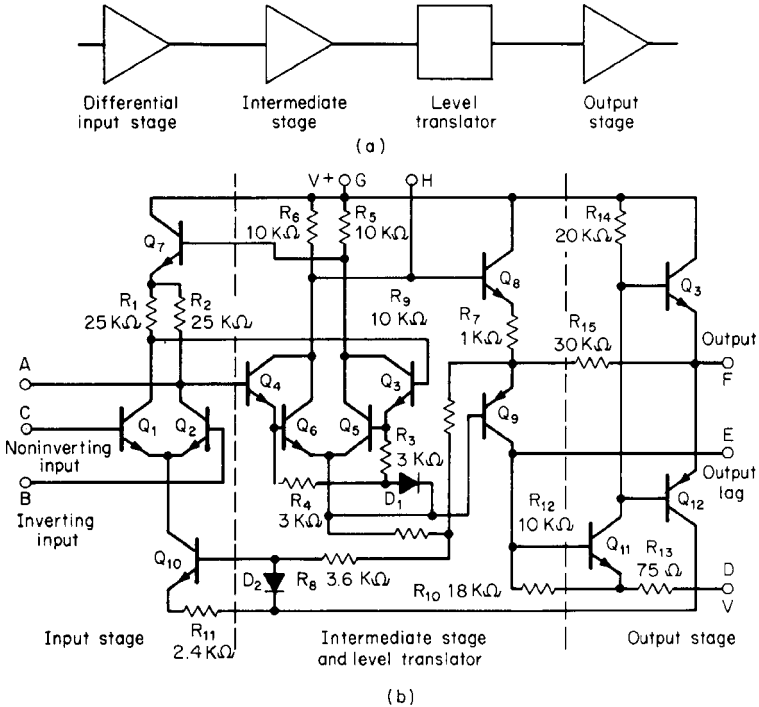 Differential
input stage
Intermediate
stage
Level
translator
Output
stage
(a)
V+ G H
R6
10 KΩ
R5
10 KΩ
R14
20 KΩ
Q7
Q8
Q3
R1
25 KΩ
R2
25 KΩ
R9
10 KΩ
R7
1 KΩ
R15
30 KΩ
Output
F
A
Q4
Q3
Q9
C
Q1
Q2
Q6
Q5
E
Noninverting
input
R3
3 KΩ
Output
lag
B
Inverting
input
R4
3 KΩ
D1
R12
10 KΩ
Q12
Q10
Q11
R13
75 Ω
D2
R8
3.6 KΩ
R10 18 KΩ
D
V
R11
2.4 KΩ
Input stage
Intermediate stage
and level translator
Output stage
(b)